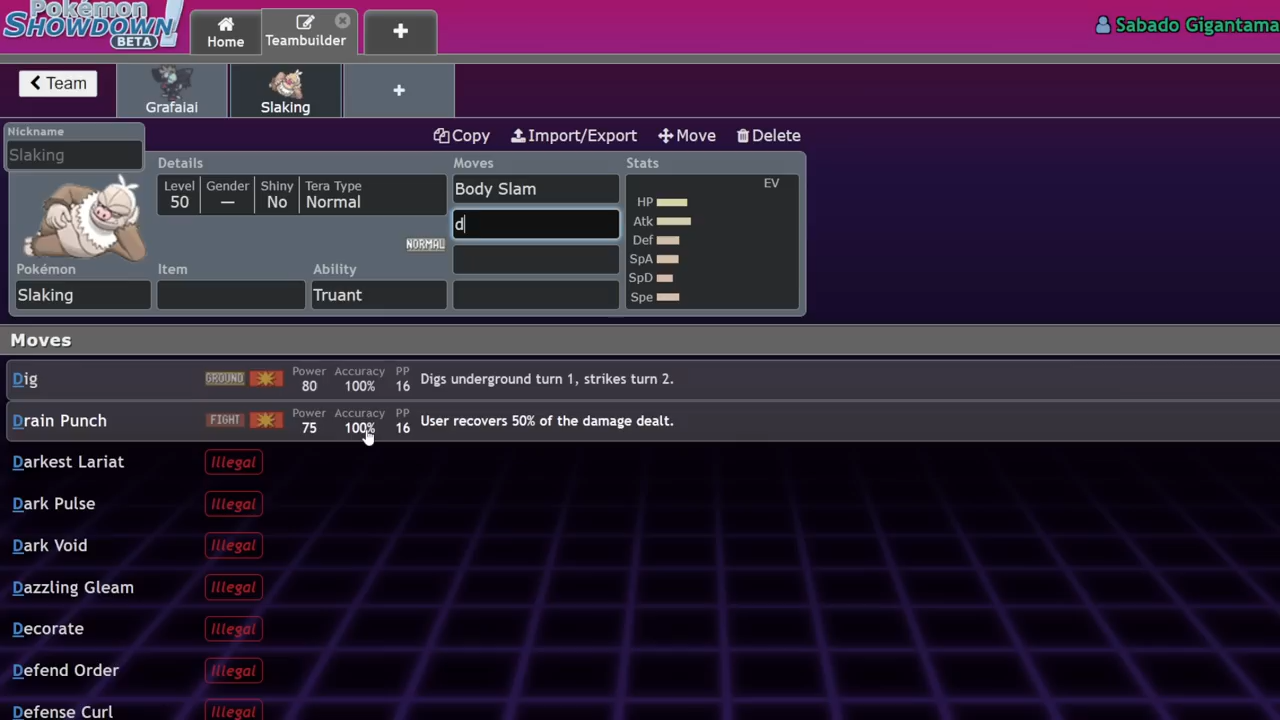 Pokémon
SHOWDOWN!
BETA
Home
Teambuilder
+
Sabado Gigantama
Team
Grafaiai
Slaking
+
Nickname
Slaking
Copy
Import/Export
Move
Delete
Details
Moves
Stats
Level
Gender
Shiny
Tera Type
50
—
No
Normal
Body Slam
EV
d
HP
Atk
NORMAL
Def
SpA
Pokémon
Item
Ability
SpD
Slaking
Truant
Spe
Moves
Dig
GROUND
Power
Accuracy
PP
80
100%
16
Digs underground turn 1, strikes turn 2.
Drain Punch
FIGHT
Power
Accuracy
PP
75
100%
16
User recovers 50% of the damage dealt.
Darkest Lariat
Illegal
Dark Pulse
Illegal
Dark Void
Illegal
Dazzling Gleam
Illegal
Decorate
Illegal
Defend Order
Illegal
Defense Curl
Illegal